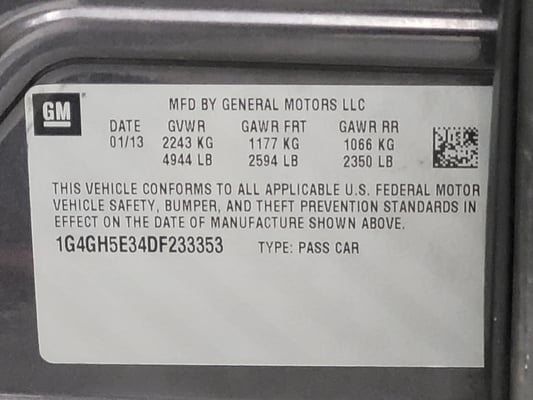 GM
MFD BY GENERAL MOTORS LLC
DATE GVWR GAWR FRT GAWR RR
01/13 2243 KG 1177 KG 1066 KG
4944 LB 2594 LB 2350 LB
THIS VEHICLE CONFORMS TO ALL APPLICABLE U.S. FEDERAL MOTOR
VEHICLE SAFETY, BUMPER, AND THEFT PREVENTION STANDARDS IN
EFFECT ON THE DATE OF MANUFACTURE SHOWN ABOVE.
1G4GH5E34DF233353 TYPE: PASS CAR